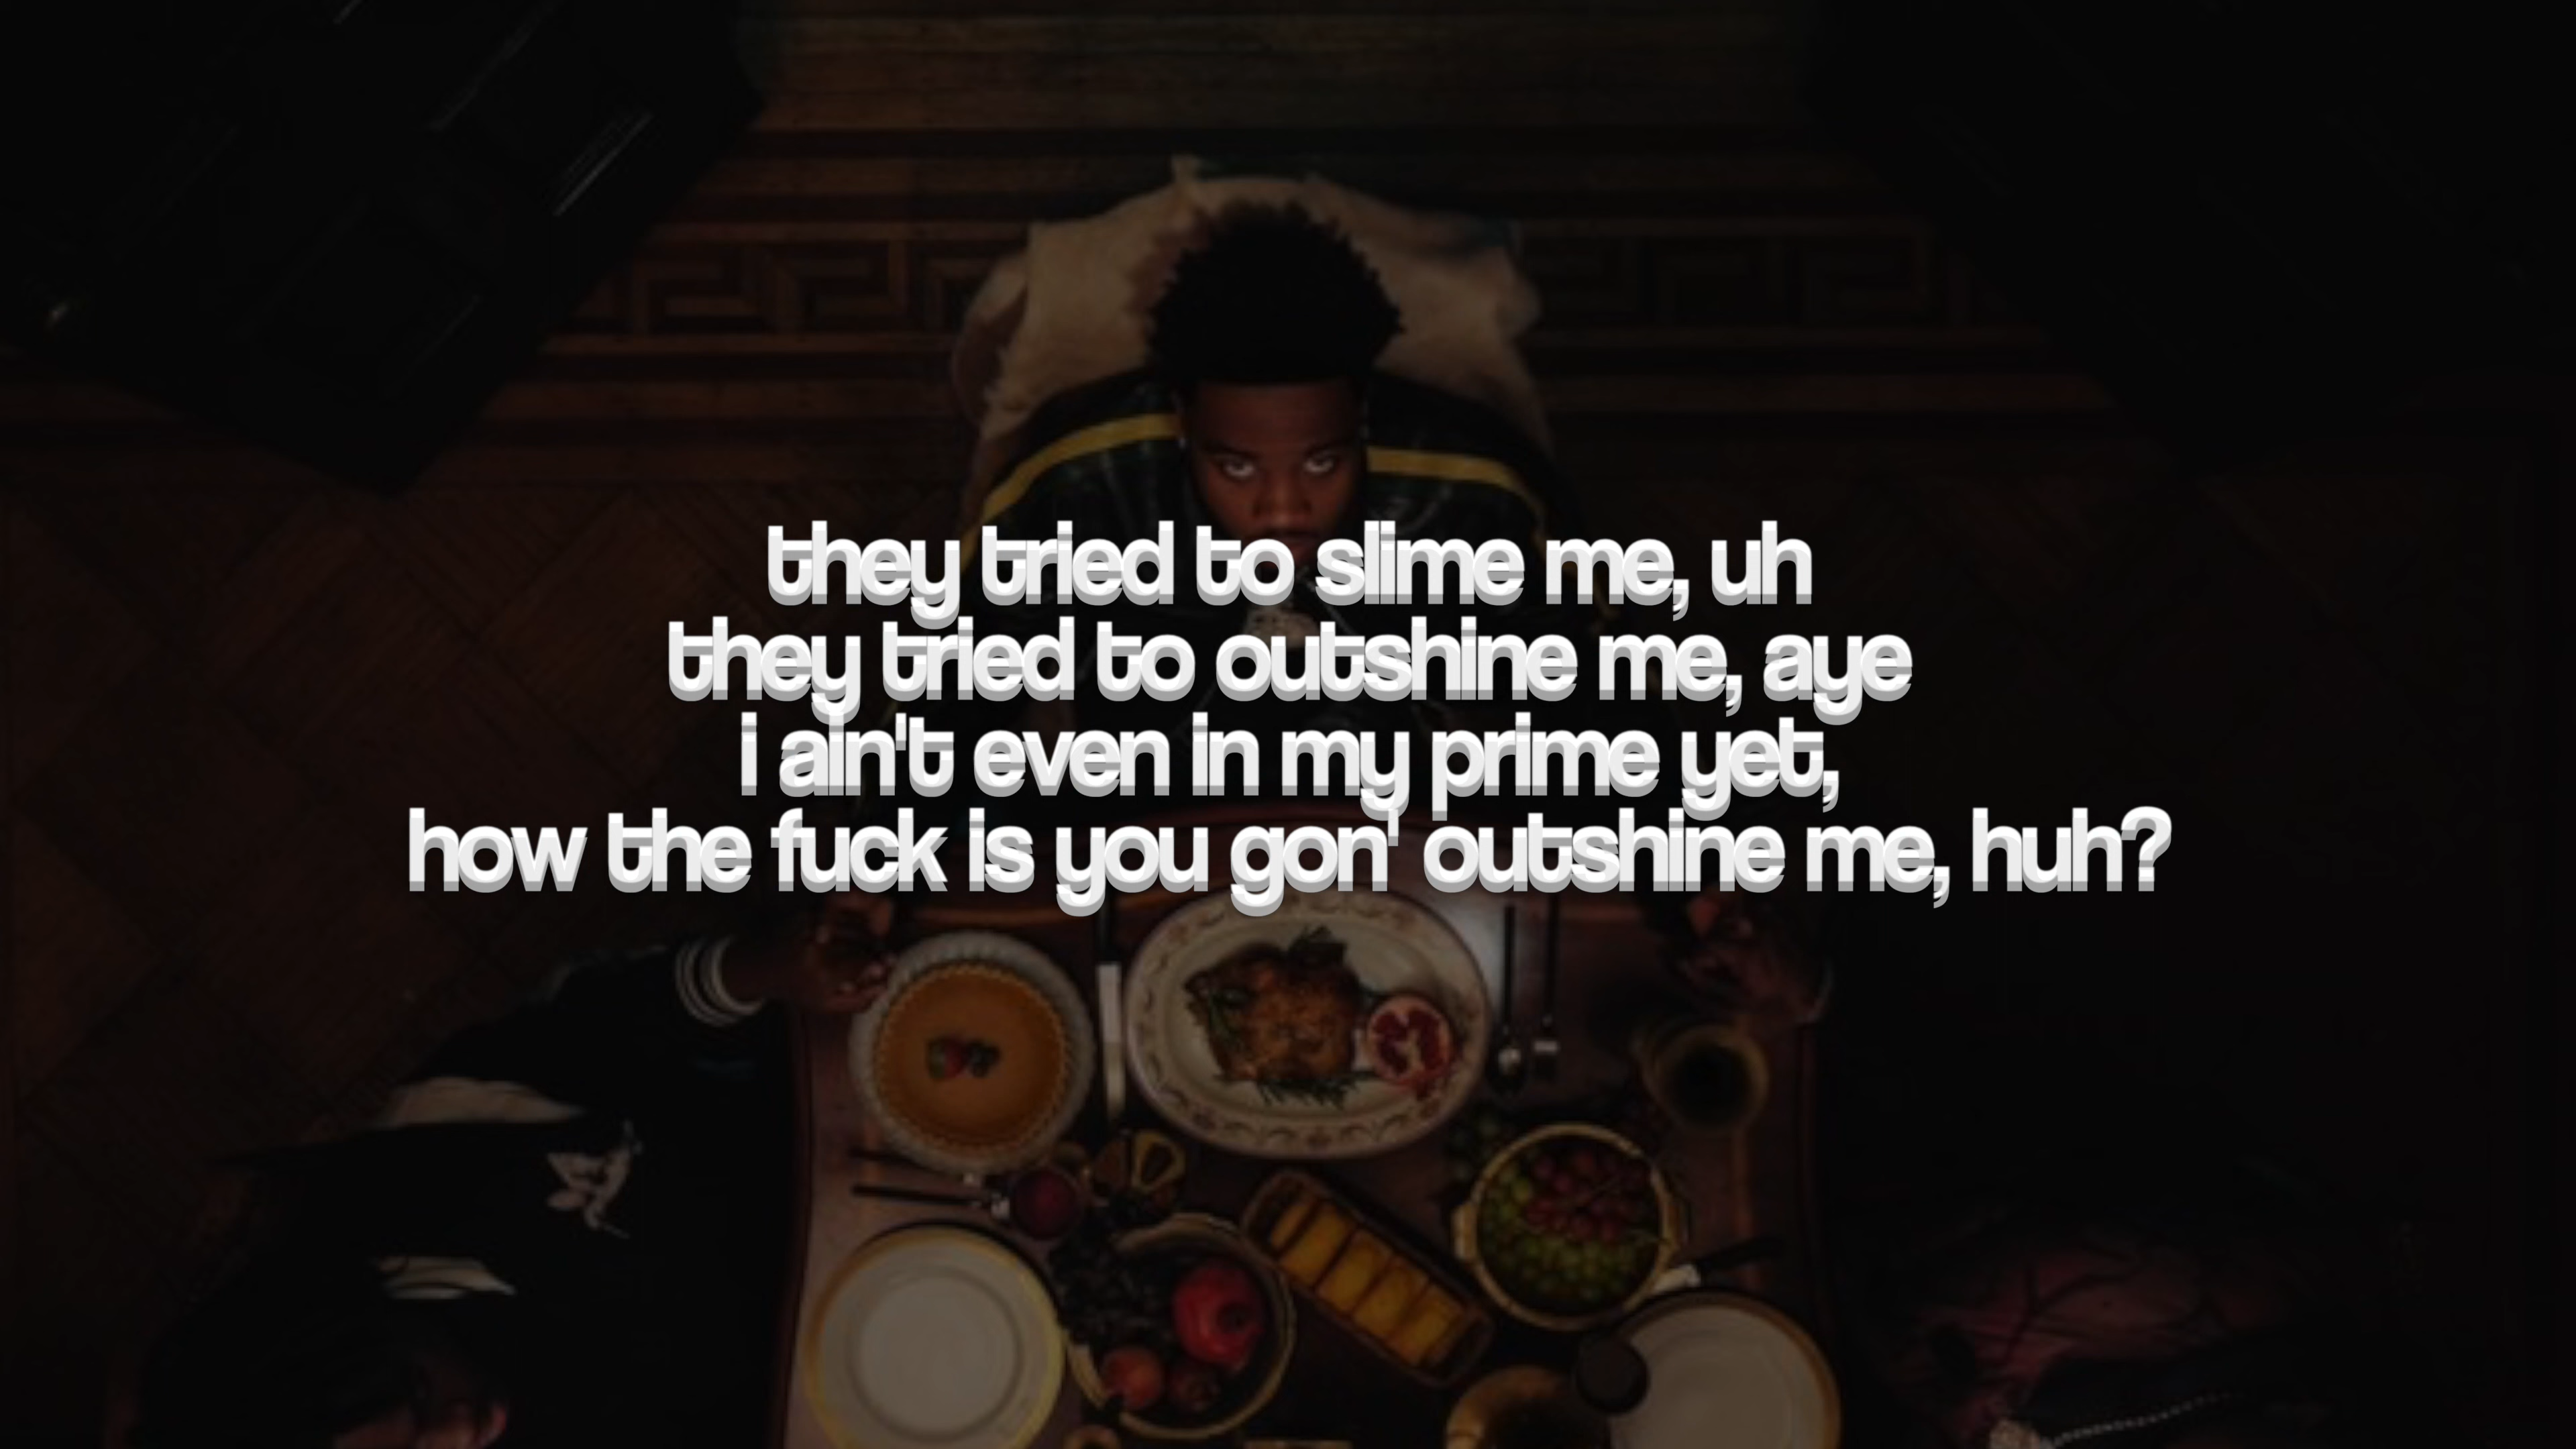 they tried to slime me, uh
they tried to outshine me, aye
i ain't even in my prime yet,
how the fuck is you gon' outshine me, huh?